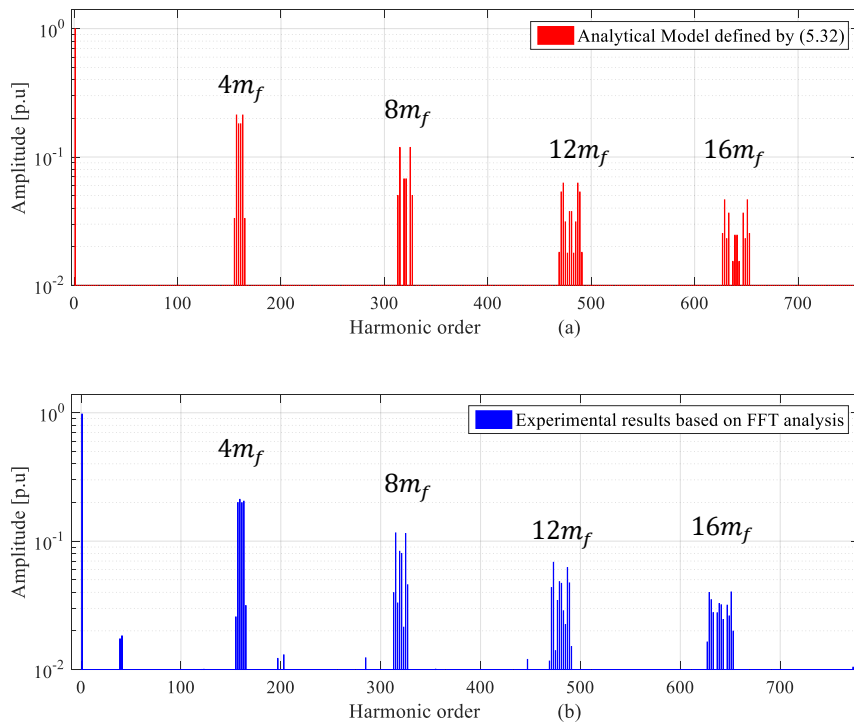 Analytical Model defined by (5.32)
10^0
10^-1
10^-2
Amplitude [p.u]
4m_f
8m_f
12m_f
16m_f
0 100 200 300 400 500 600 700
Harmonic order (a)
Experimental results based on FFT analysis
10^0
10^-1
10^-2
Amplitude [p.u]
4m_f
8m_f
12m_f
16m_f
0 100 200 300 400 500 600 700
Harmonic order (b)